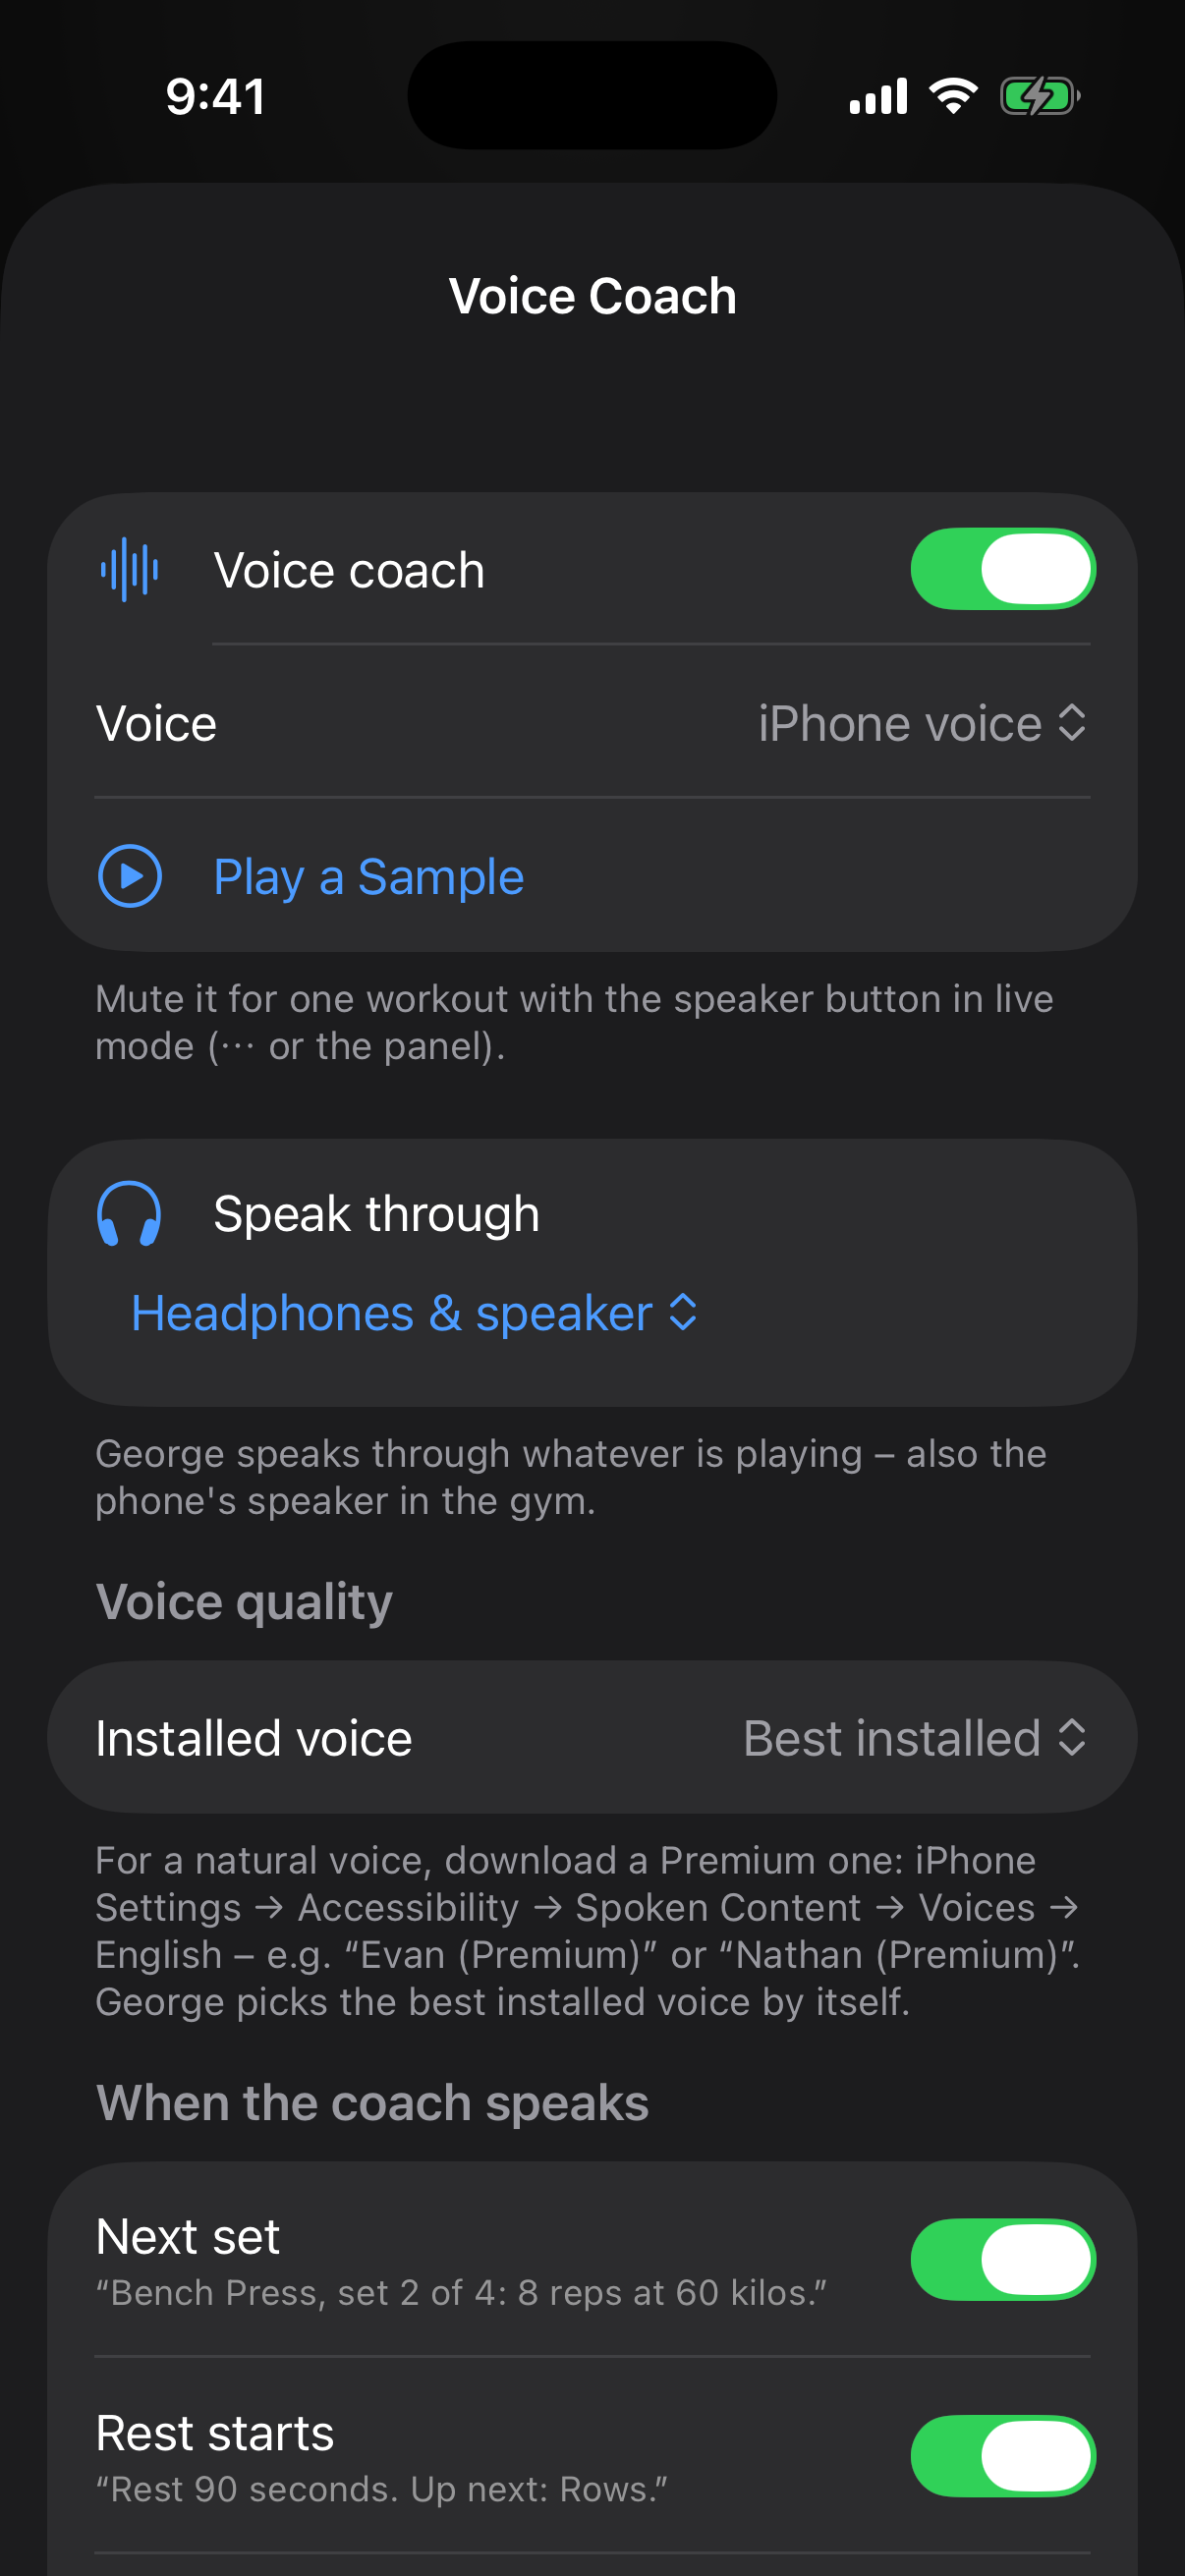 9:41
Voice Coach
Voice coach
Voice
iPhone voice
Play a Sample
Mute it for one workout with the speaker button in live
mode (··· or the panel).
Speak through
Headphones & speaker
George speaks through whatever is playing – also the
phone's speaker in the gym.
Voice quality
Installed voice
Best installed
For a natural voice, download a Premium one: iPhone
Settings → Accessibility → Spoken Content → Voices →
English – e.g. “Evan (Premium)” or “Nathan (Premium)”.
George picks the best installed voice by itself.
When the coach speaks
Next set
“Bench Press, set 2 of 4: 8 reps at 60 kilos.”
Rest starts
“Rest 90 seconds. Up next: Rows.”